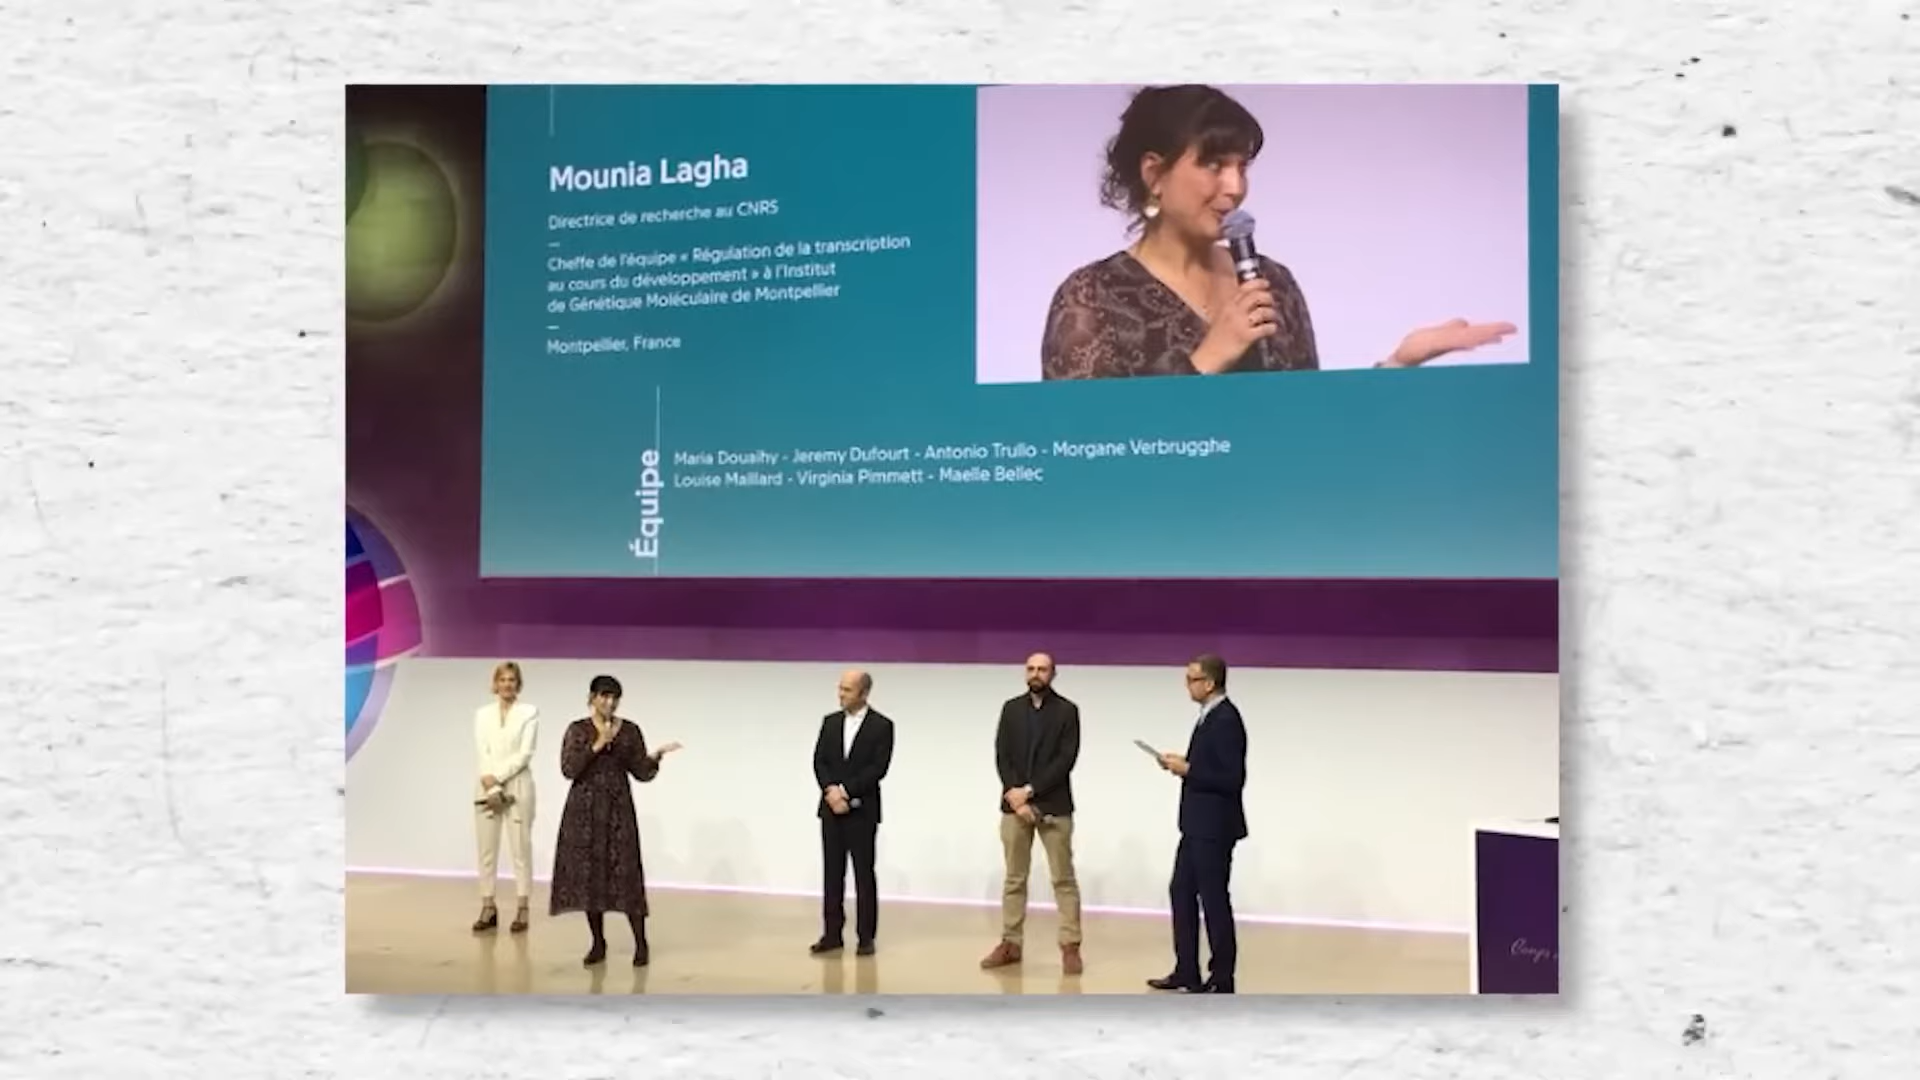 Mounia Lagha
Directrice de recherche au CNRS
Cheffe de l'équipe « Régulation de la transcription
au cours du développement » à l'Institut
de Génétique Moléculaire de Montpellier
Montpellier, France
Équipe
Maria Douaihy - Jeremy Dufourt - Antonio Trullo - Morgane Verbrugghe
Louise Maillard - Virginia Pimmett - Maelle Bellec